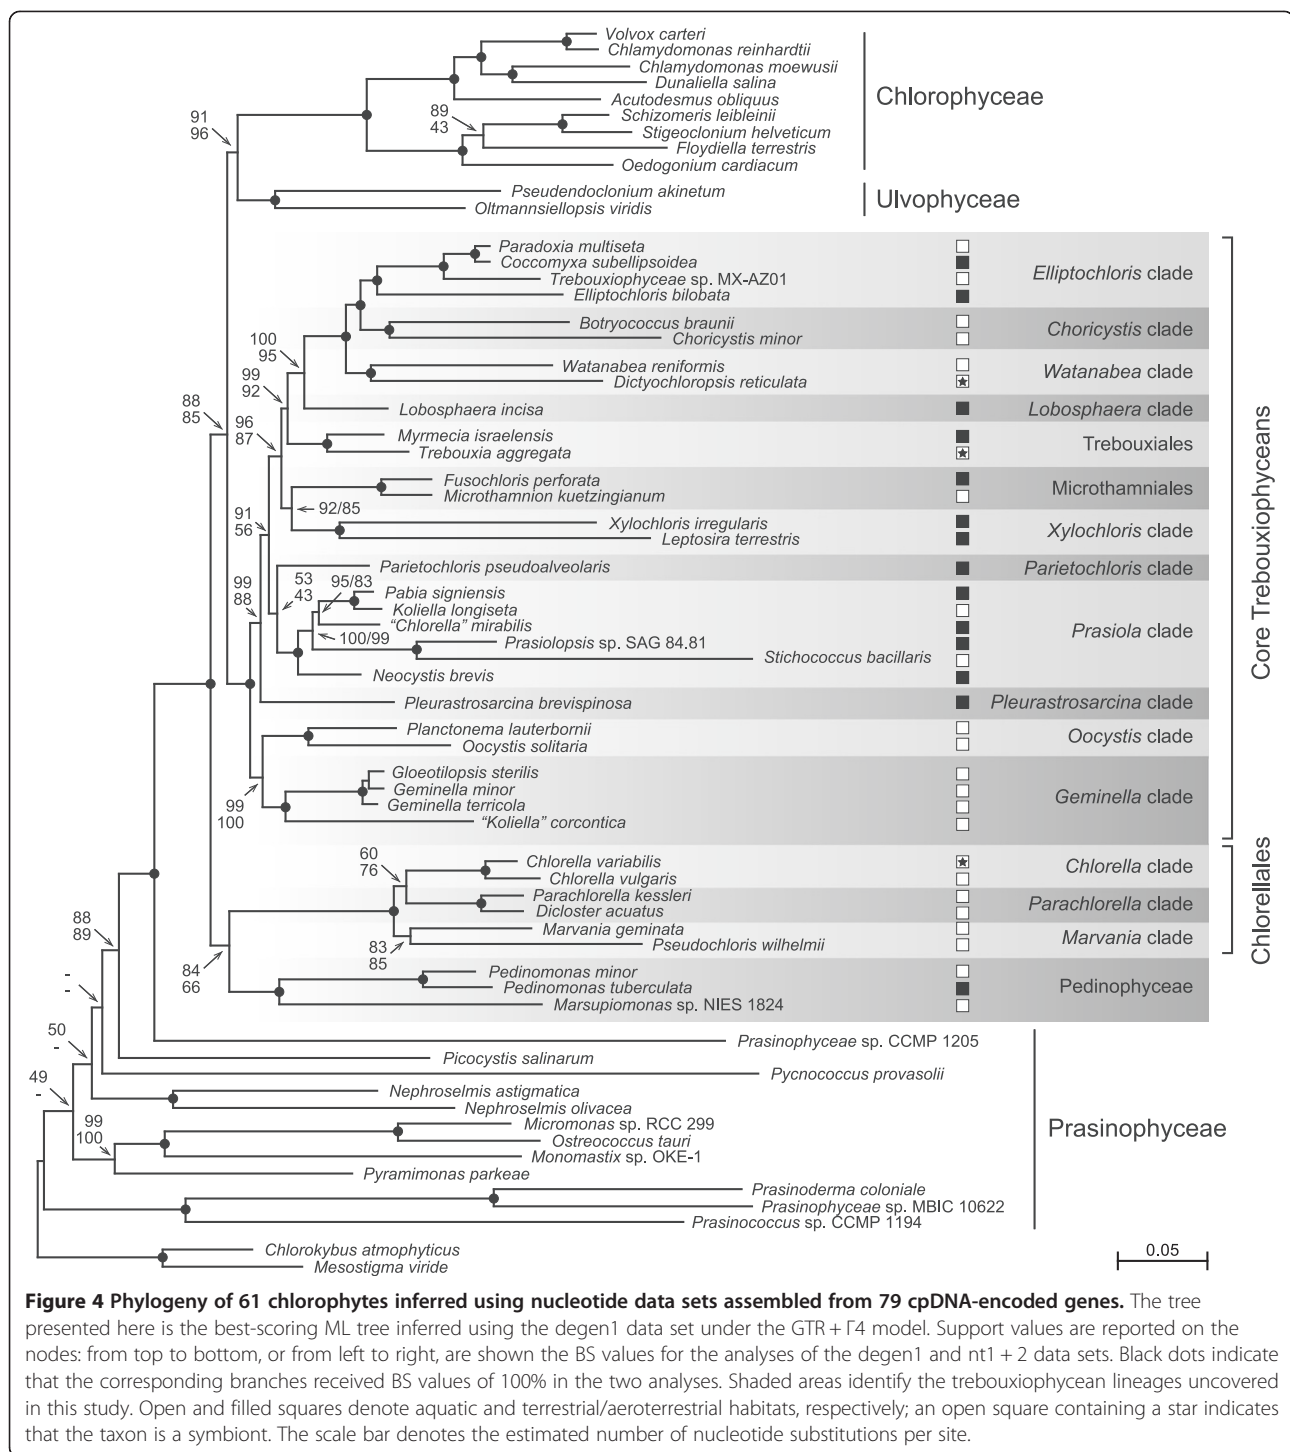 Volvox carteri
Chlamydomonas reinhardtii
Chlamydomonas moewusii
Dunaliella salina
Acutodesmus obliquus
Schizomeris leibleinii
Stigeoclonium helveticum
Floydiella terrestris
Oedogonium cardiacum
Chlorophyceae
89
43
91
96
Pseudendoclonium akinetum
Oltmannsiellopsis viridis
Ulvophyceae
Paradoxia multiseta
Coccomyxa subellipsoidea
Trebouxiophyceae sp. MX-AZ01
Elliptochloris bilobata
Elliptochloris clade
Botryococcus braunii
Choricystis minor
Choricystis clade
100
95
Watanabea reniformis
Dictyochloropsis reticulata
Watanabea clade
99
92
Lobosphaera incisa
Lobosphaera clade
88
85
96
87
Myrmecia israelensis
Trebouxia aggregata
Trebouxiales
Fusochloris perforata
Microthamnion kuetzingianum
Microthamniales
92/85
91
56
Xylochloris irregularis
Leptosira terrestris
Xylochloris clade
Parietochloris pseudoalveolaris
Parietochloris clade
99
88
53
43
95/83
100/99
Pabia signiensis
Koliella longiseta
“Chlorella” mirabilis
Prasiolopsis sp. SAG 84.81
Stichococcus bacillaris
Neocystis brevis
Prasiola clade
Pleurastrosarcina brevispinosa
Pleurastrosarcina clade
Planctonema lauterbornii
Oocystis solitaria
Oocystis clade
99
100
Gloeotilopsis sterilis
Geminella minor
Geminella terricola
“Koliella” corcontica
Geminella clade
Core Trebouxiophyceans
60
76
Chlorella variabilis
Chlorella vulgaris
Chlorella clade
Parachlorella kessleri
Dicloster acuatus
Parachlorella clade
Marvania geminata
Pseudochloris wilhelmii
Marvania clade
83
85
Chlorellales
88
89
84
66
Pedinomonas minor
Pedinomonas tuberculata
Marsupiomonas sp. NIES 1824
Pedinophyceae
-
-
50
-
49
-
Prasinophyceae sp. CCMP 1205
Picocystis salinarum
Pycnococcus provasolii
Nephroselmis astigmatica
Nephroselmis olivacea
99
100
Micromonas sp. RCC 299
Ostreococcus tauri
Monomastix sp. OKE-1
Pyramimonas parkeae
Prasinoderma coloniale
Prasinophyceae sp. MBIC 10622
Prasinococcus sp. CCMP 1194
Prasinophyceae
Chlorokybus atmophyticus
Mesostigma viride
0.05
Figure 4 Phylogeny of 61 chlorophytes inferred using nucleotide data sets assembled from 79 cpDNA-encoded genes. The tree
presented here is the best-scoring ML tree inferred using the degen1 data set under the GTR + Γ4 model. Support values are reported on the
nodes: from top to bottom, or from left to right, are shown the BS values for the analyses of the degen1 and nt1 + 2 data sets. Black dots indicate
that the corresponding branches received BS values of 100% in the two analyses. Shaded areas identify the trebouxiophycean lineages uncovered
in this study. Open and filled squares denote aquatic and terrestrial/aeroterrestrial habitats, respectively; an open square containing a star indicates
that the taxon is a symbiont. The scale bar denotes the estimated number of nucleotide substitutions per site.